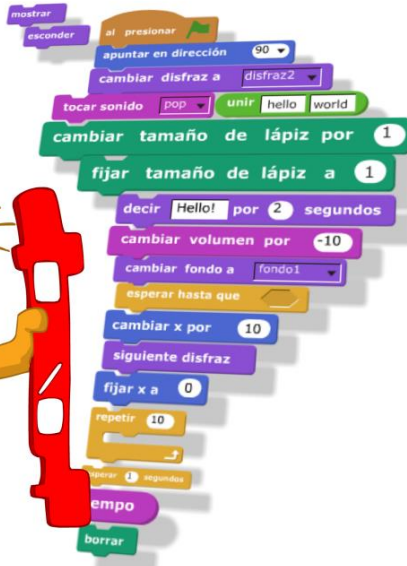 mostrar
esconder
al presionar
apuntar en dirección 90
cambiar disfraz a disfraz2
tocar sonido pop unir hello world
cambiar tamaño de lápiz por 1
fijar tamaño de lápiz a 1
decir Hello! por 2 segundos
cambiar volumen por -10
cambiar fondo a fondo1
esperar hasta que
cambiar x por 10
siguiente disfraz
fijar x a 0
repetir 10
esperar 1 segundos
empo
borrar